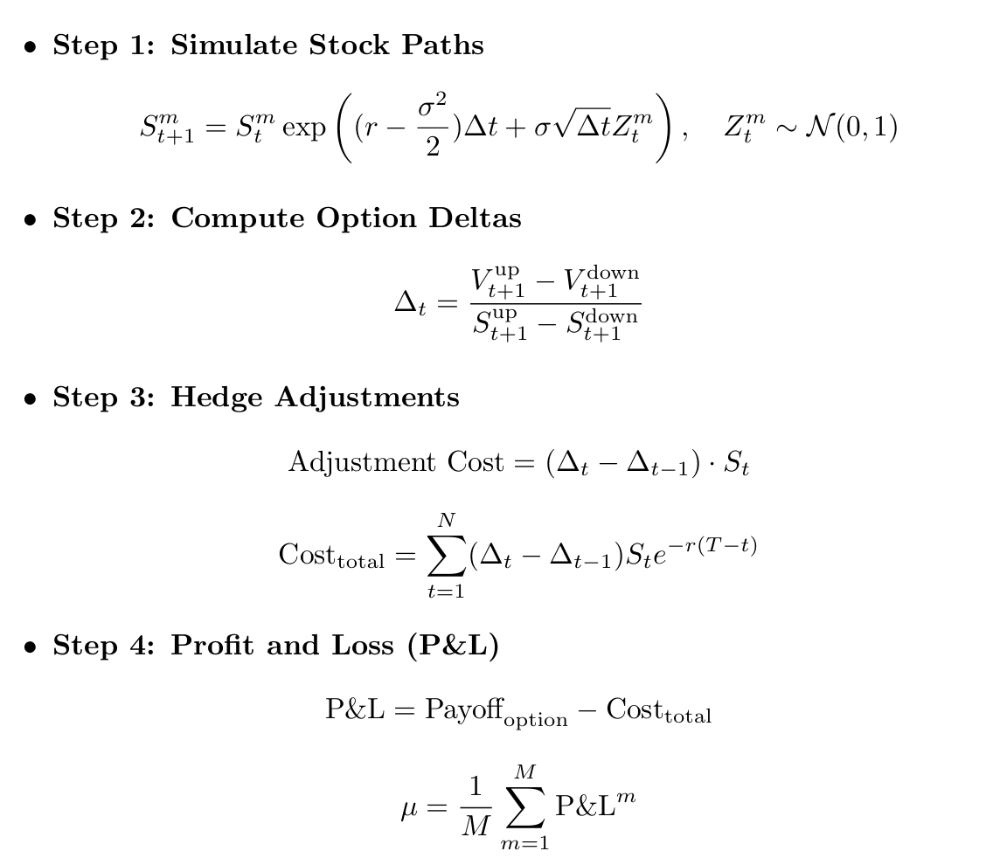 • Step 1: Simulate Stock Paths
$S_{t+1}^{m} = S_{t}^{m} \exp\left( (r - \frac{\sigma^2}{2})\Delta t + \sigma\sqrt{\Delta t} Z_{t}^{m} \right), \quad Z_{t}^{m} \sim \mathcal{N}(0,1)$
• Step 2: Compute Option Deltas
$\Delta_t = \frac{V_{t+1}^{\text{up}} - V_{t+1}^{\text{down}}}{S_{t+1}^{\text{up}} - S_{t+1}^{\text{down}}}$
• Step 3: Hedge Adjustments
$\text{Adjustment Cost} = (\Delta_t - \Delta_{t-1}) \cdot S_t$
$\text{Cost}_{\text{total}} = \sum_{t=1}^{N} (\Delta_t - \Delta_{t-1}) S_t e^{-r(T-t)}$
• Step 4: Profit and Loss (P&L)
$\text{P\&L} = \text{Payoff}_{\text{option}} - \text{Cost}_{\text{total}}$
$\mu = \frac{1}{M} \sum_{m=1}^{M} \text{P\&L}^{m}$